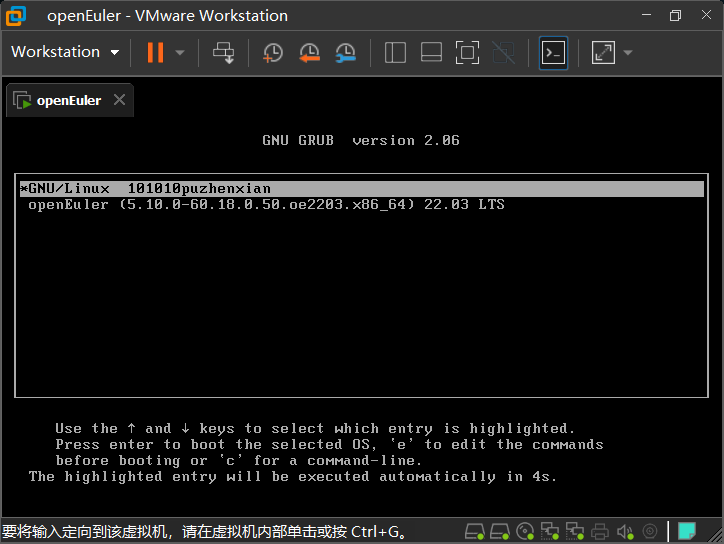 openEuler - VMware Workstation
Workstation
openEuler
GNU GRUB  version 2.06
*GNU/Linux  101010puzhenxian
openEuler (5.10.0-60.18.0.50.oe2203.x86_64) 22.03 LTS
Use the ↑ and ↓ keys to select which entry is highlighted.
Press enter to boot the selected OS, `e' to edit the commands
before booting or `c' for a command-line.
The highlighted entry will be executed automatically in 4s.
要将输入定向到该虚拟机，请在虚拟机内部单击或按 Ctrl+G。